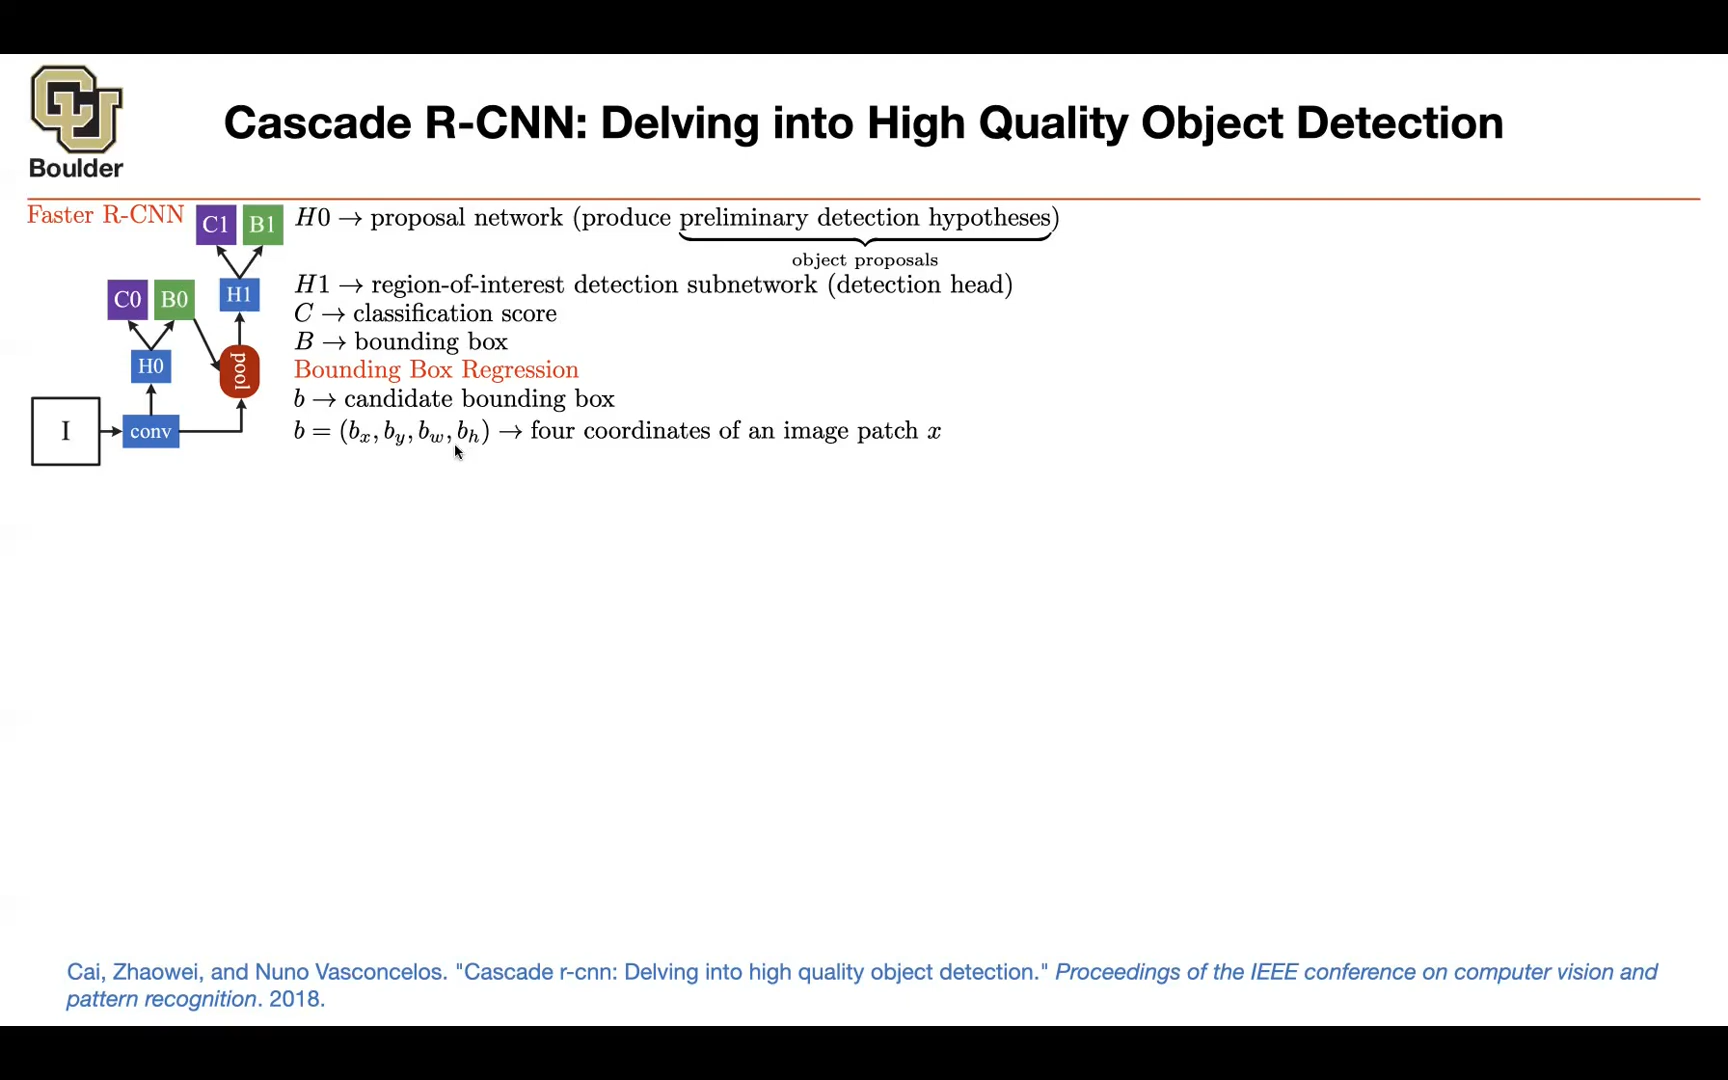 Boulder
Cascade R-CNN: Delving into High Quality Object Detection
Faster R-CNN
C1 B1
C0 B0
H1
H0
pool
I
conv
H0 → proposal network (produce preliminary detection hypotheses)
object proposals
H1 → region-of-interest detection subnetwork (detection head)
C → classification score
B → bounding box
Bounding Box Regression
b → candidate bounding box
b = (b_x, b_y, b_w, b_h) → four coordinates of an image patch x
Cai, Zhaowei, and Nuno Vasconcelos. "Cascade r-cnn: Delving into high quality object detection." Proceedings of the IEEE conference on computer vision and
pattern recognition. 2018.